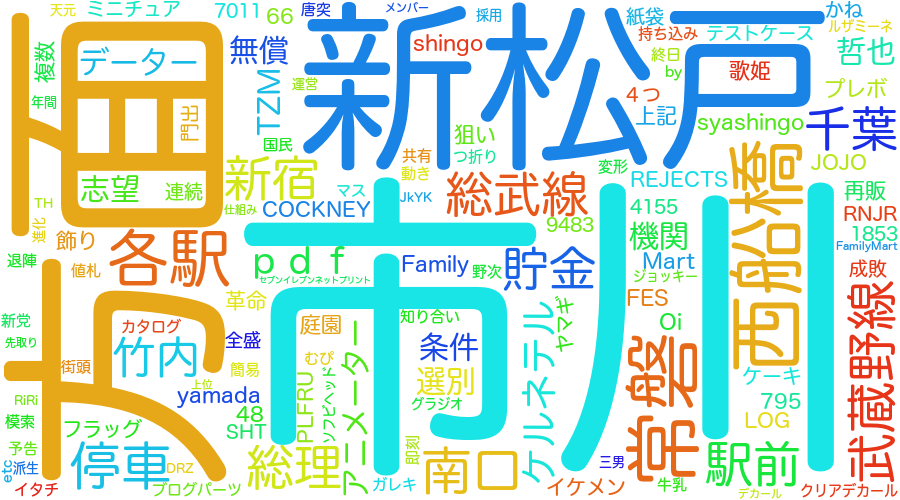 天元
ミニチュア
7011
唐突
メンバー
採用
紙袋
かね
66
持ち込み
テストケース
ルザミーネ
複数
データー
無償
shingo
終日
哲也
新松戸
by
歌姫
プレボ
年間
運営
TZM
4つ
上記
千葉
門出
狙い
syashingo
国民
共有
つ折り
変形
JOJO
志望
連続
新宿
動き
REJECTS
西船橋
再販
TH
マス
JkYK
総武線
仕組み
COCKNEY
4155
RNJR
進化
9483
1853
飾り
各駅
市川
機関
FamilyMart
退陣
値札
pdf
Family
野次
貯金
Mart
成敗
セブンイレブンネットプリント
ジョッキー
革命
FES
武蔵野線
新党
カタログ
庭園
知り合い
ヤマギ
Oi
先取り
全盛
常磐
街頭
竹内
簡易
むぴ
条件
ケルネテル
ケーキ
上位
選別
RiRi
yamada
PLFRU
ソフビヘッド
アニメーター
グラジオ
795
模索
フラッグ
48
LOG
SHT
予告
停車
総理
即刻
南口
駅前
etc
派生
DRZ
三男
イタチ
ブログパーツ
ガレキ
イケメン
牛乳
デカール
クリアデカール